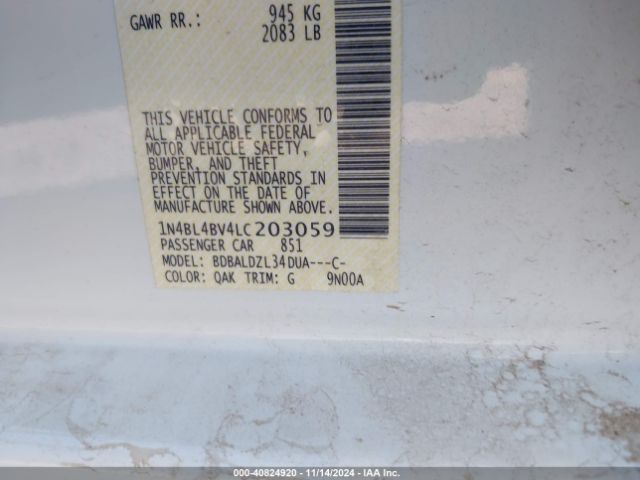 GAWR RR.: 945 KG
2083 LB
THIS VEHICLE CONFORMS TO
ALL APPLICABLE FEDERAL
MOTOR VEHICLE SAFETY,
BUMPER, AND THEFT
PREVENTION STANDARDS IN
EFFECT ON THE DATE OF
MANUFACTURE SHOWN ABOVE.
1N4BL4BV4LC203059
PASSENGER CAR 851
MODEL: BDBALDZL34DUA---C-
COLOR: QAK TRIM: G 9N00A
000-40824920 - 11/14/2024 - IAA Inc.